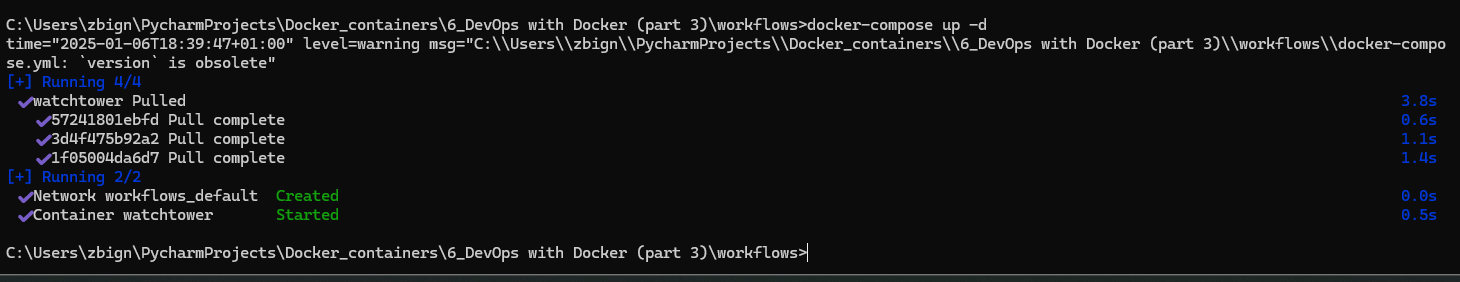 C:\Users\zbign\PycharmProjects\Docker_containers\6_DevOps with Docker (part 3)\workflows>docker-compose up -d
time="2025-01-06T18:39:47+01:00" level=warning msg="C:\\Users\\zbign\\PycharmProjects\\Docker_containers\\6_DevOps with Docker (part 3)\\workflows\\docker-compo
se.yml: `version` is obsolete"
[+] Running 4/4
✓watchtower Pulled 3.8s
✓57241801ebfd Pull complete 0.6s
✓3d4f475b92a2 Pull complete 1.1s
✓1f05004da6d7 Pull complete 1.4s
[+] Running 2/2
✓Network workflows_default Created 0.0s
✓Container watchtower Started 0.5s
C:\Users\zbign\PycharmProjects\Docker_containers\6_DevOps with Docker (part 3)\workflows>